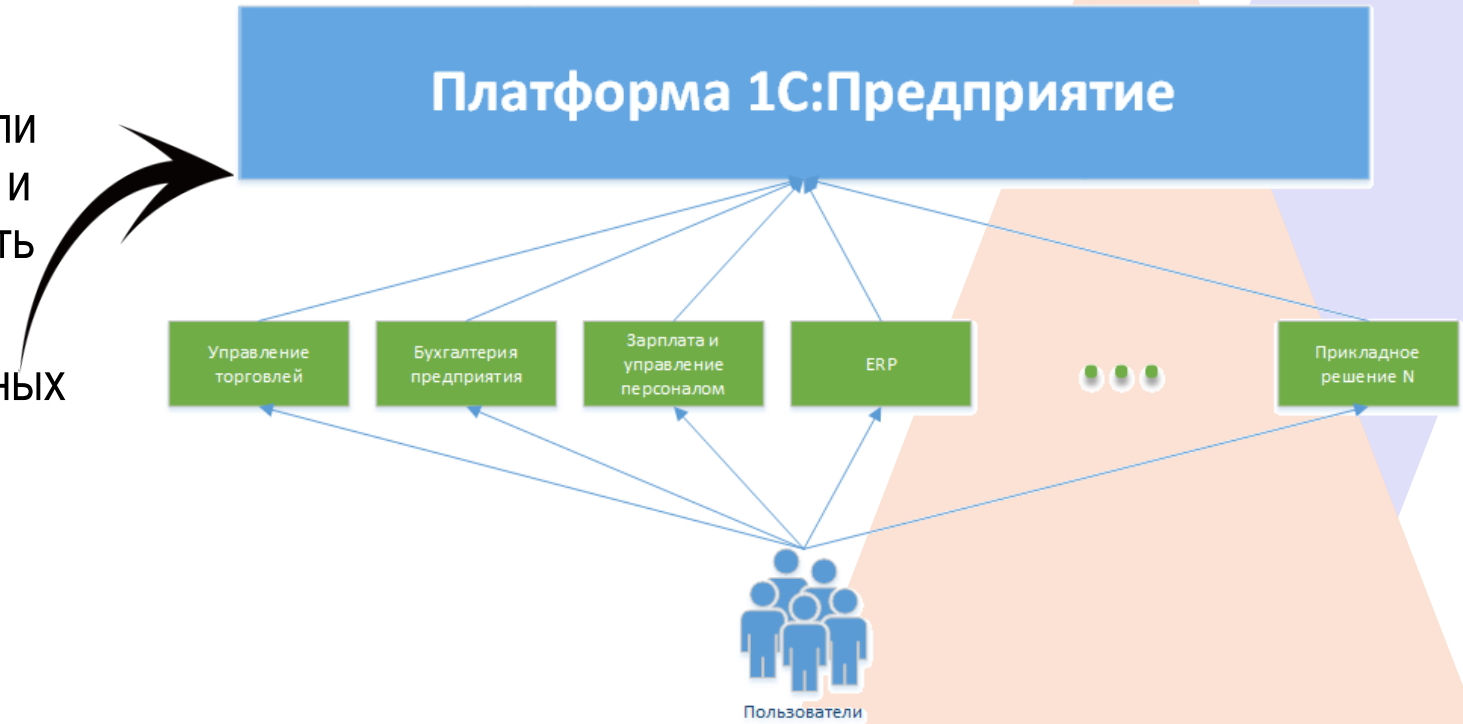 Платформа 1С:Предприятие
ли
и
ть
ных
Управление
торговлей
Бухгалтерия
предприятия
Зарплата и
управление
персоналом
ERP
Прикладное
решение N
Пользователи